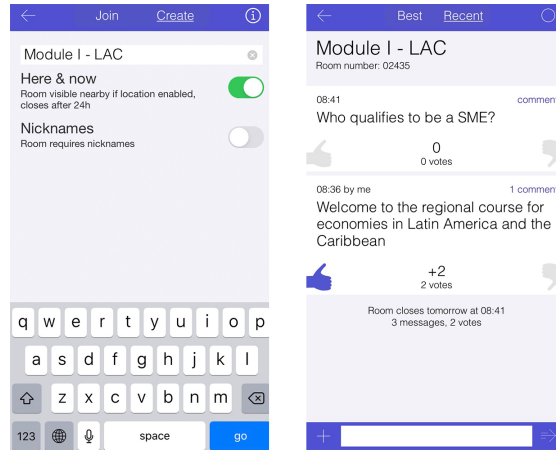 Join Create
Module I - LAC
Here & now
Room visible nearby if location enabled,
closes after 24h
Nicknames
Room requires nicknames
q w e r t y u i o p
a s d f g h j k l
z x c v b n m
123 space go
Best Recent
Module I - LAC
Room number: 02435
08:41 commen
Who qualifies to be a SME?
0
0 votes
08:36 by me 1 commen
Welcome to the regional course for
economies in Latin America and the
Caribbean
+2
2 votes
Room closes tomorrow at 08:41
3 messages, 2 votes